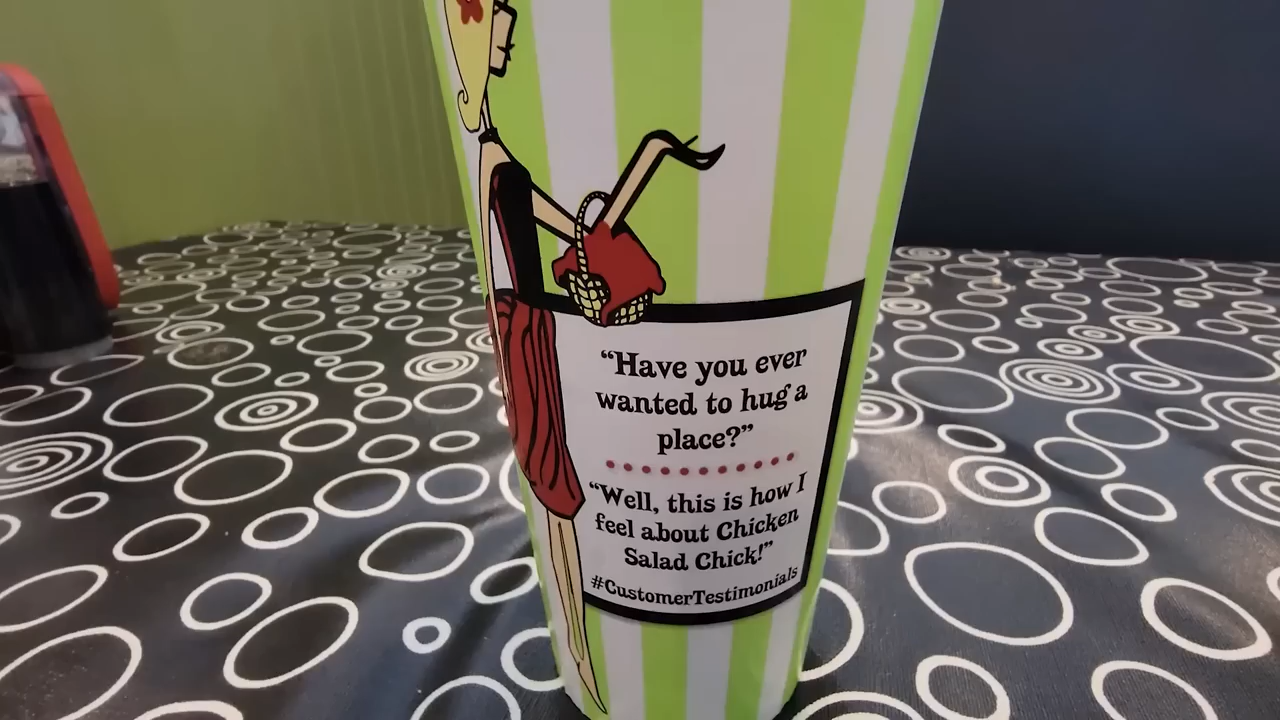 “Have you ever
wanted to hug a
place?”
“Well, this is how I
feel about Chicken
Salad Chick!”
#CustomerTestimonials